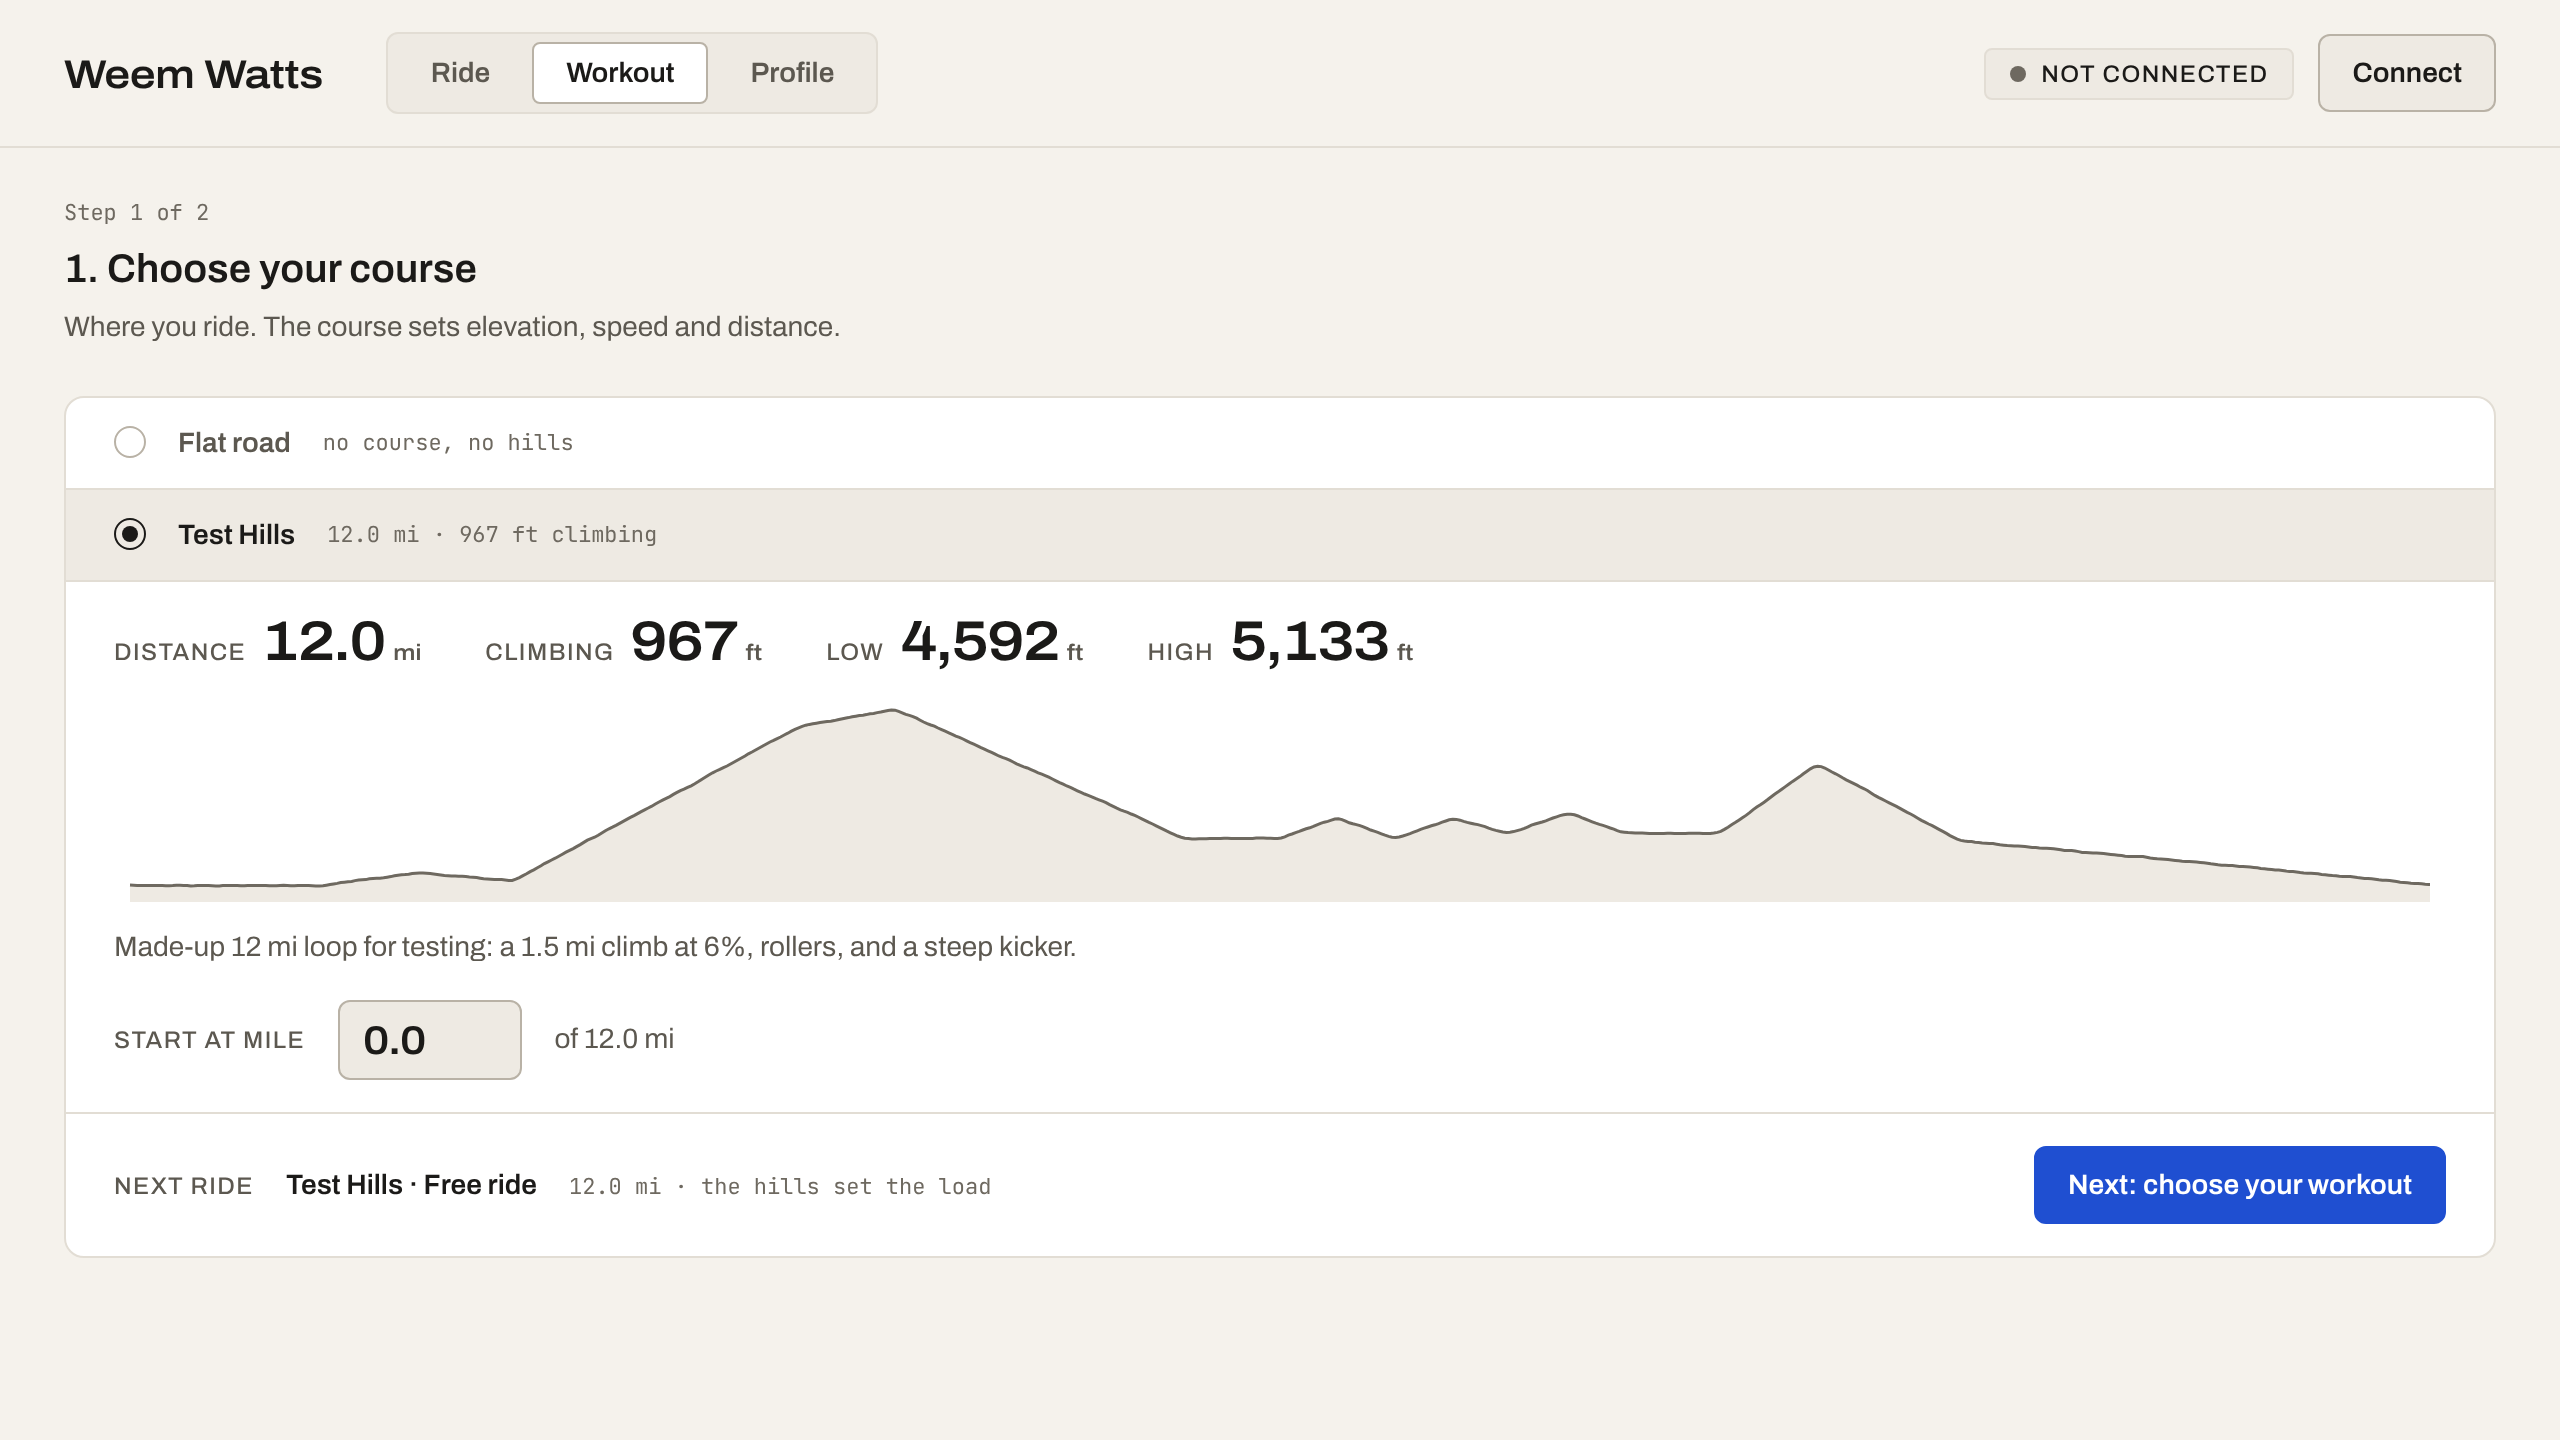 Weem Watts
Ride
Workout
Profile
NOT CONNECTED
Connect
Step 1 of 2
1. Choose your course
Where you ride. The course sets elevation, speed and distance.
Flat road no course, no hills
Test Hills 12.0 mi · 967 ft climbing
DISTANCE 12.0 mi CLIMBING 967 ft LOW 4,592 ft HIGH 5,133 ft
Made-up 12 mi loop for testing: a 1.5 mi climb at 6%, rollers, and a steep kicker.
START AT MILE 0.0 of 12.0 mi
NEXT RIDE Test Hills · Free ride 12.0 mi · the hills set the load
Next: choose your workout